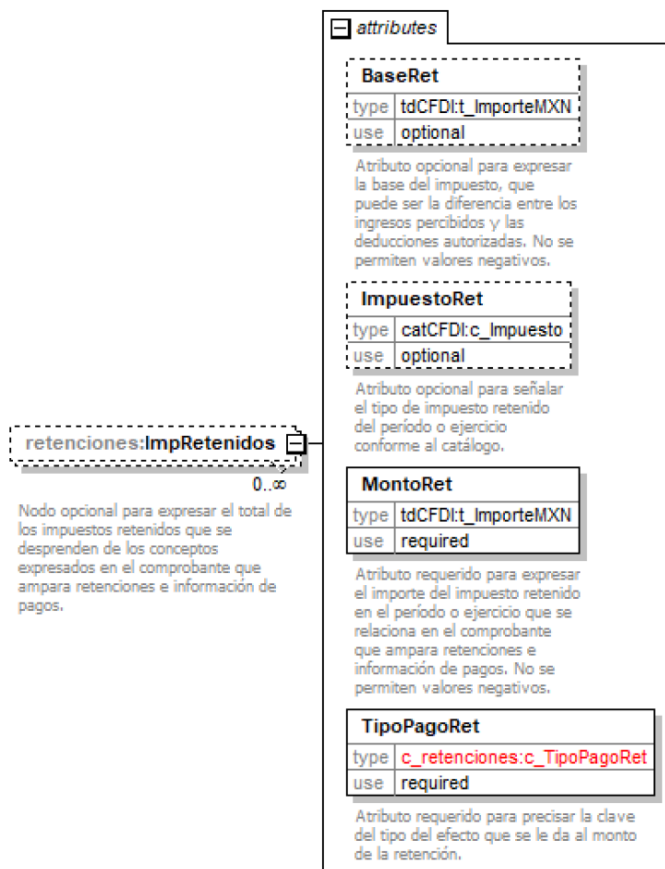 attributes
BaseRet
type tdCFDI:t_ImporteMXN
use optional
Atributo opcional para expresar
la base del impuesto, que
puede ser la diferencia entre los
ingresos percibidos y las
deducciones autorizadas. No se
permiten valores negativos.
ImpuestoRet
type catCFDI:c_Impuesto
use optional
Atributo opcional para señalar
el tipo de impuesto retenido
del período o ejercicio
conforme al catálogo.
retenciones:ImpRetenidos
0..∞
Nodo opcional para expresar el total de
los impuestos retenidos que se
desprenden de los conceptos
expresados en el comprobante que
ampara retenciones e información de
pagos.
MontoRet
type tdCFDI:t_ImporteMXN
use required
Atributo requerido para expresar
el importe del impuesto retenido
en el período o ejercicio que se
relaciona en el comprobante
que ampara retenciones e
información de pagos. No se
permiten valores negativos.
TipoPagoRet
type c_retenciones:c_TipoPagoRet
use required
Atributo requerido para precisar la clave
del tipo del efecto que se le da al monto
de la retención.